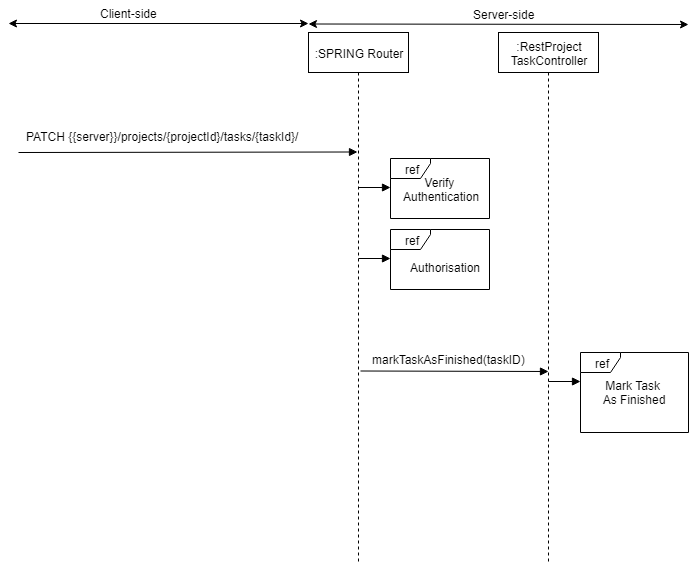 Client-side
Server-side
:SPRING Router
:RestProject
TaskController
PATCH {{server}}/projects/{projectId}/tasks/{taskId}/
ref
Verify
Authentication
ref
Authorisation
markTaskAsFinished(taskID)
ref
Mark Task
As Finished